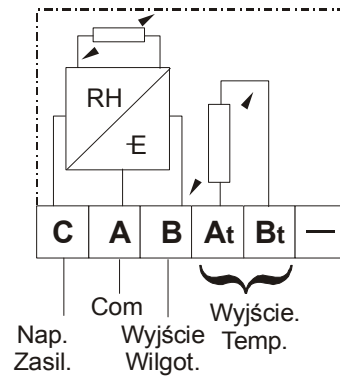 RH
E
C A B At Bt —
Com
Nap.
Zasil.
Wyjście
Wilgot.
Wyjście.
Temp.